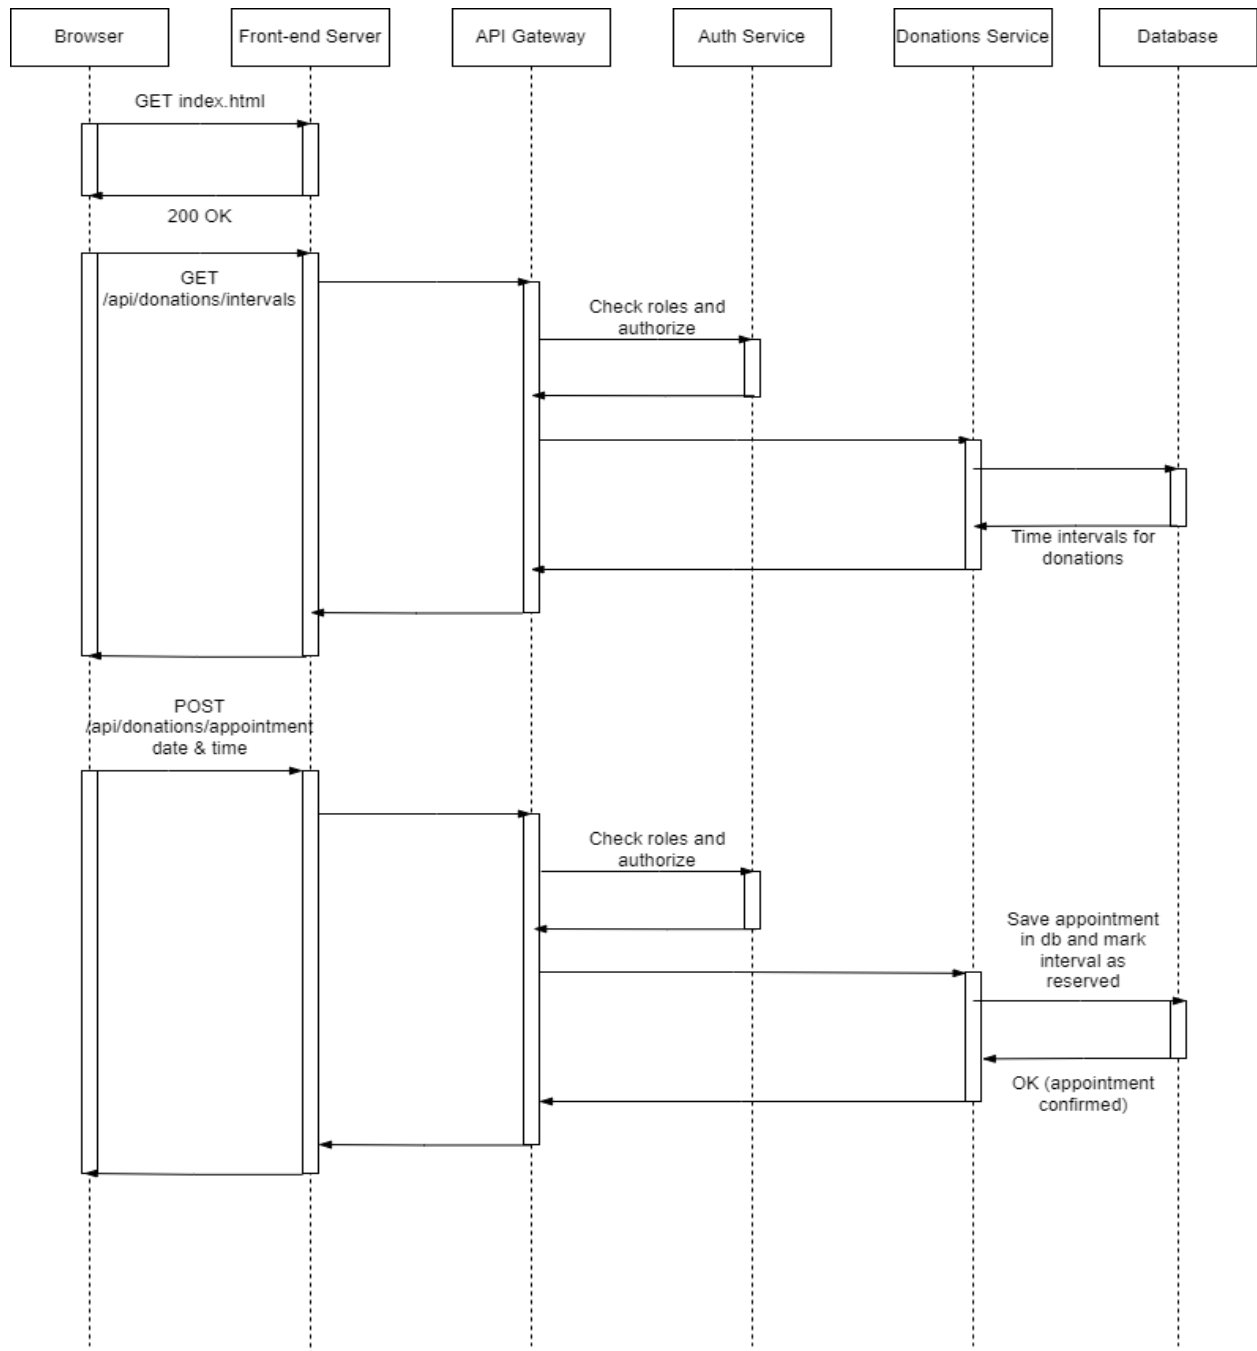 Browser
Front-end Server
API Gateway
Auth Service
Donations Service
Database
GET index.html
200 OK
GET
/api/donations/intervals
Check roles and
authorize
Time intervals for
donations
POST
/api/donations/appointment
date & time
Check roles and
authorize
Save appointment
in db and mark
interval as
reserved
OK (appointment
confirmed)